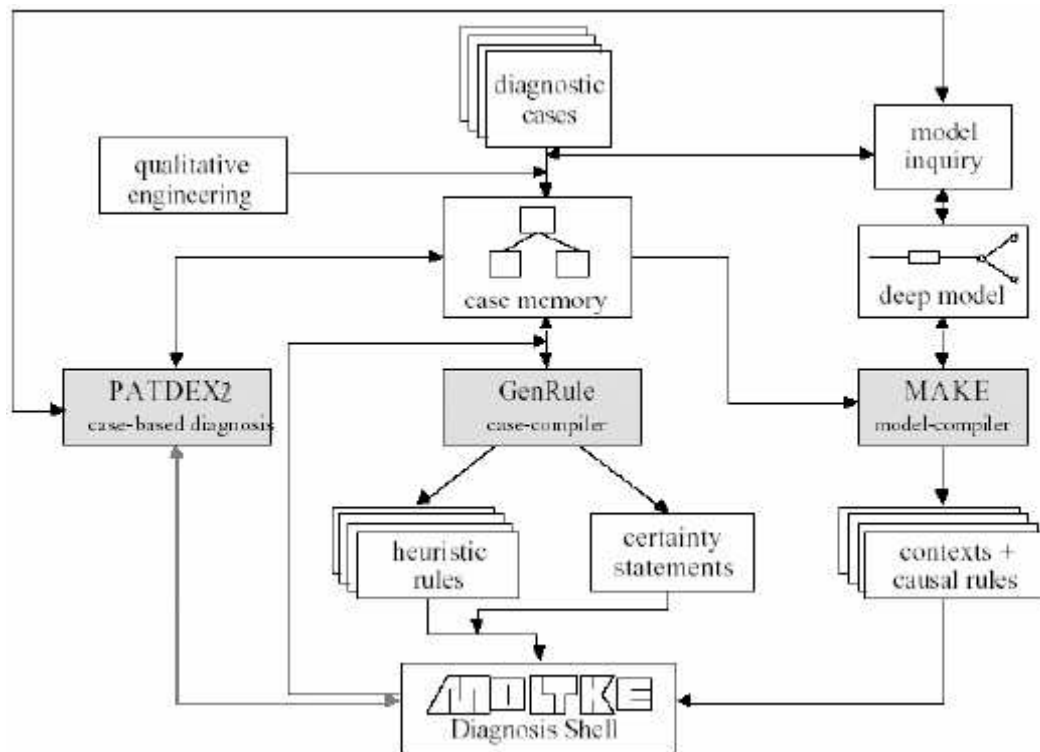 diagnostic
cases
model
inquiry
qualitative
engineering
case memory
deep model
PATDEX2
case-based diagnosis
GenRule
case-compiler
MAKE
model-compiler
heuristic
rules
certainty
statements
contexts +
causal rules
MOLTKE
Diagnosis Shell